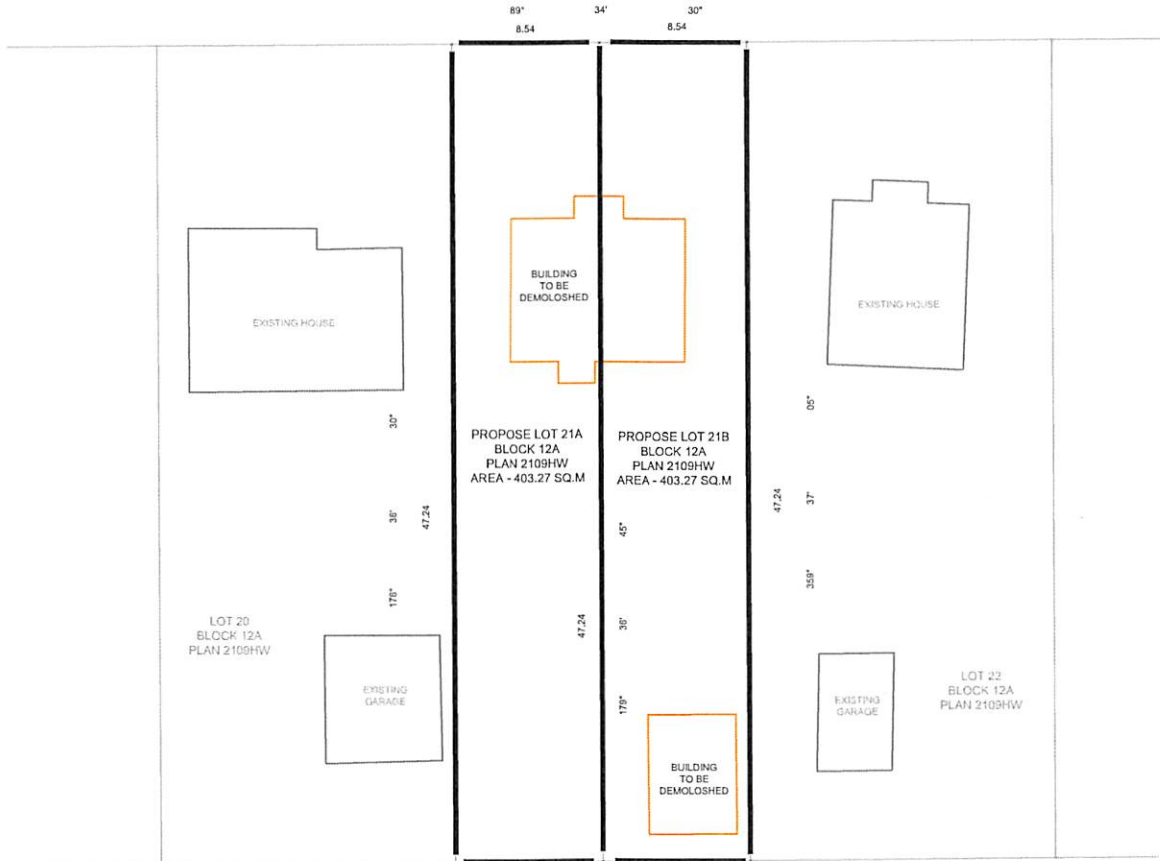 89° 34' 30"
8.54 8.54
BUILDING
TO BE
DEMOLOSHED
EXISTING HOUSE
EXISTING HOUSE
30"
38'
176°
47.24
PROPOSE LOT 21A
BLOCK 12A
PLAN 2109HW
AREA - 403.27 SQ.M
PROPOSE LOT 21B
BLOCK 12A
PLAN 2109HW
AREA - 403.27 SQ.M
05"
37'
359°
47.24
45"
36'
179°
47.24
LOT 20
BLOCK 12A
PLAN 2109HW
EXISTING
GARAGE
BUILDING
TO BE
DEMOLOSHED
EXISTING
GARAGE
LOT 22
BLOCK 12A
PLAN 2109HW